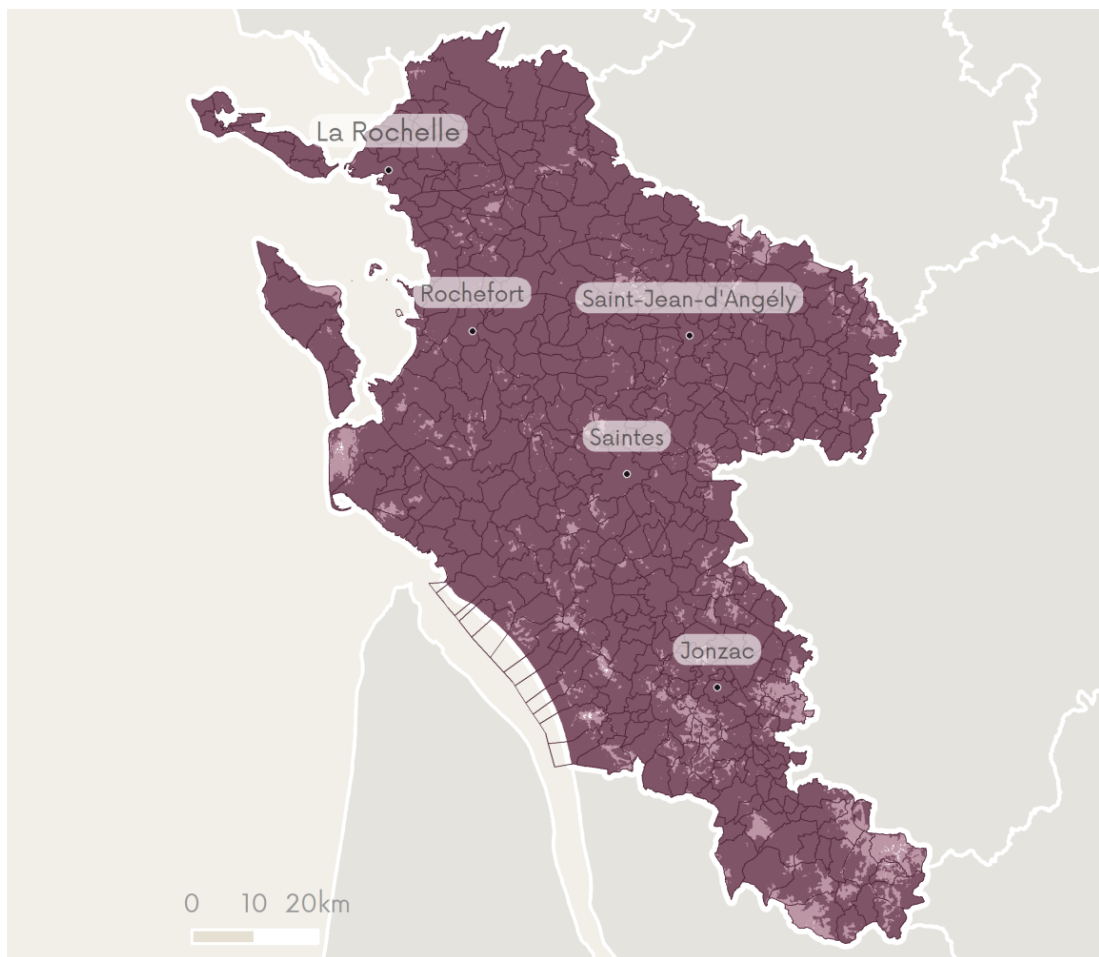 La Rochelle
Rochefort
Saint-Jean-d'Angély
Saintes
Jonzac
0 10 20km